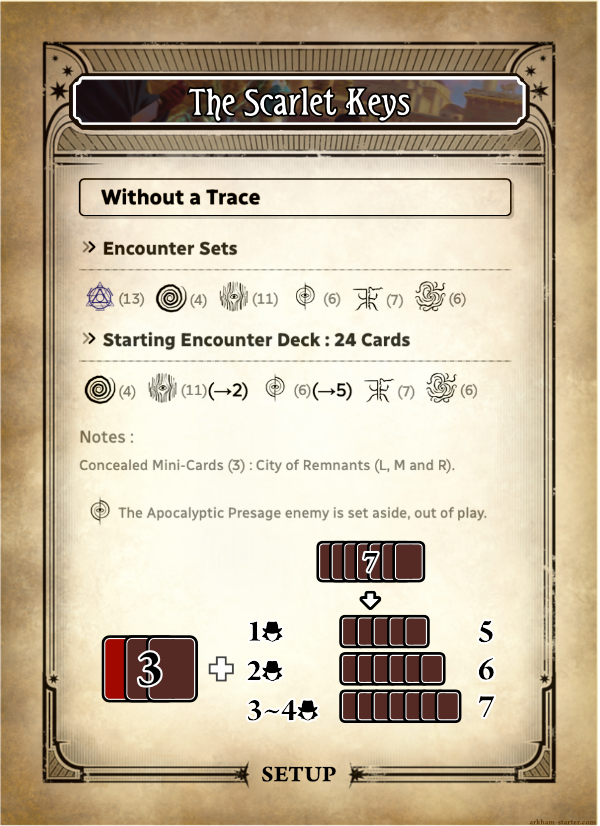 The Scarlet Keys
Without a Trace
» Encounter Sets
(13) (4) (11) (6) (7) (6)
» Starting Encounter Deck : 24 Cards
(4) (11)(→2) (6)(→5) (7) (6)
Notes :
Concealed Mini-Cards (3) : City of Remnants (L, M and R).
The Apocalyptic Presage enemy is set aside, out of play.
7
1 5
3 + 2 6
3~4 7
SETUP
arkham-starter.com